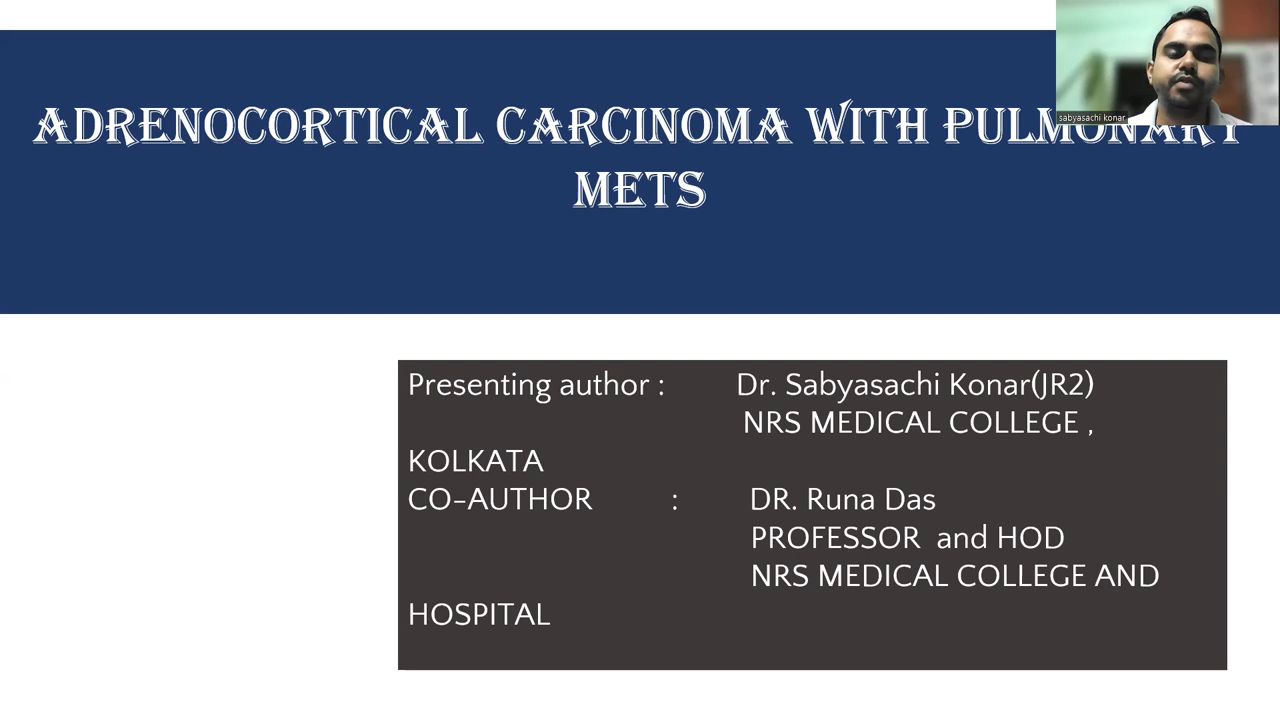 ADRENOCORTICAL CARCINOMA WITH PULMONARY
METS
sabyasachi konar
Presenting author : Dr. Sabyasachi Konar(JR2)
NRS MEDICAL COLLEGE ,
KOLKATA
CO-AUTHOR : DR. Runa Das
PROFESSOR and HOD
NRS MEDICAL COLLEGE AND
HOSPITAL